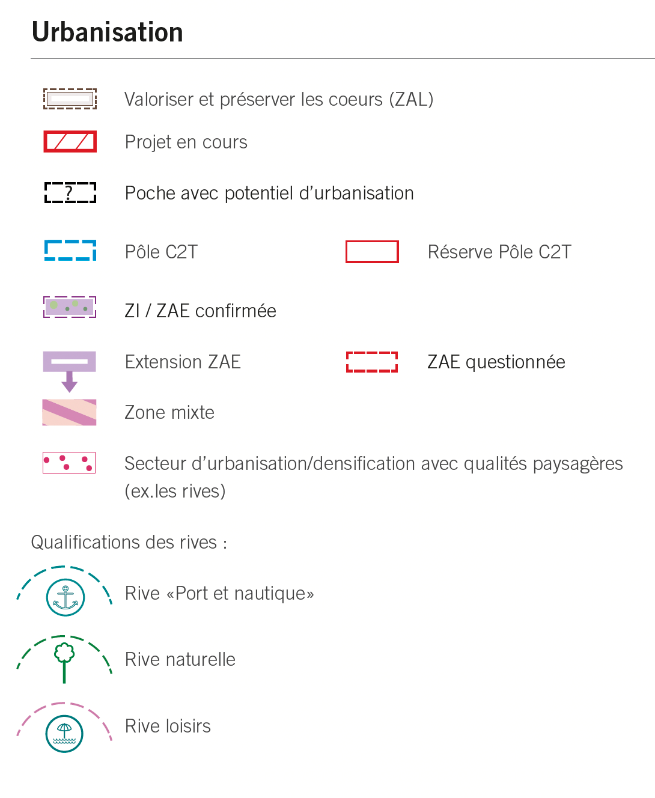 Urbanisation
Valoriser et préserver les coeurs (ZAL)
Projet en cours
?
Poche avec potentiel d'urbanisation
Pôle C2T
Réserve Pôle C2T
ZI / ZAE confirmée
Extension ZAE
ZAE questionnée
Zone mixte
Secteur d'urbanisation/densification avec qualités paysagères
(ex.les rives)
Qualifications des rives :
Rive «Port et nautique»
Rive naturelle
Rive loisirs